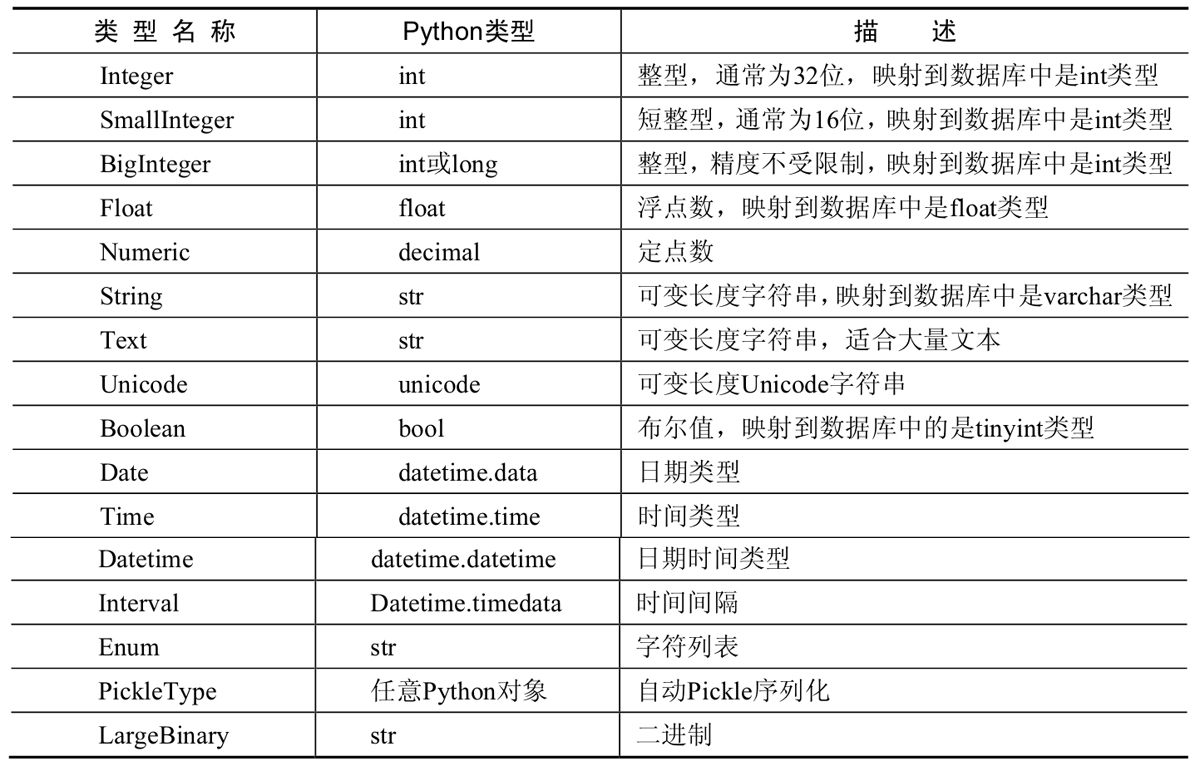 类 型 名 称 Python类型 描 述
Integer int 整型，通常为32位，映射到数据库中是int类型
SmallInteger int 短整型，通常为16位，映射到数据库中是int类型
BigInteger int或long 整型，精度不受限制，映射到数据库中是int类型
Float float 浮点数，映射到数据库中是float类型
Numeric decimal 定点数
String str 可变长度字符串，映射到数据库中是varchar类型
Text str 可变长度字符串，适合大量文本
Unicode unicode 可变长度Unicode字符串
Boolean bool 布尔值，映射到数据库中的是tinyint类型
Date datetime.data 日期类型
Time datetime.time 时间类型
Datetime datetime.datetime 日期时间类型
Interval Datetime.timedata 时间间隔
Enum str 字符列表
PickleType 任意Python对象 自动Pickle序列化
LargeBinary str 二进制